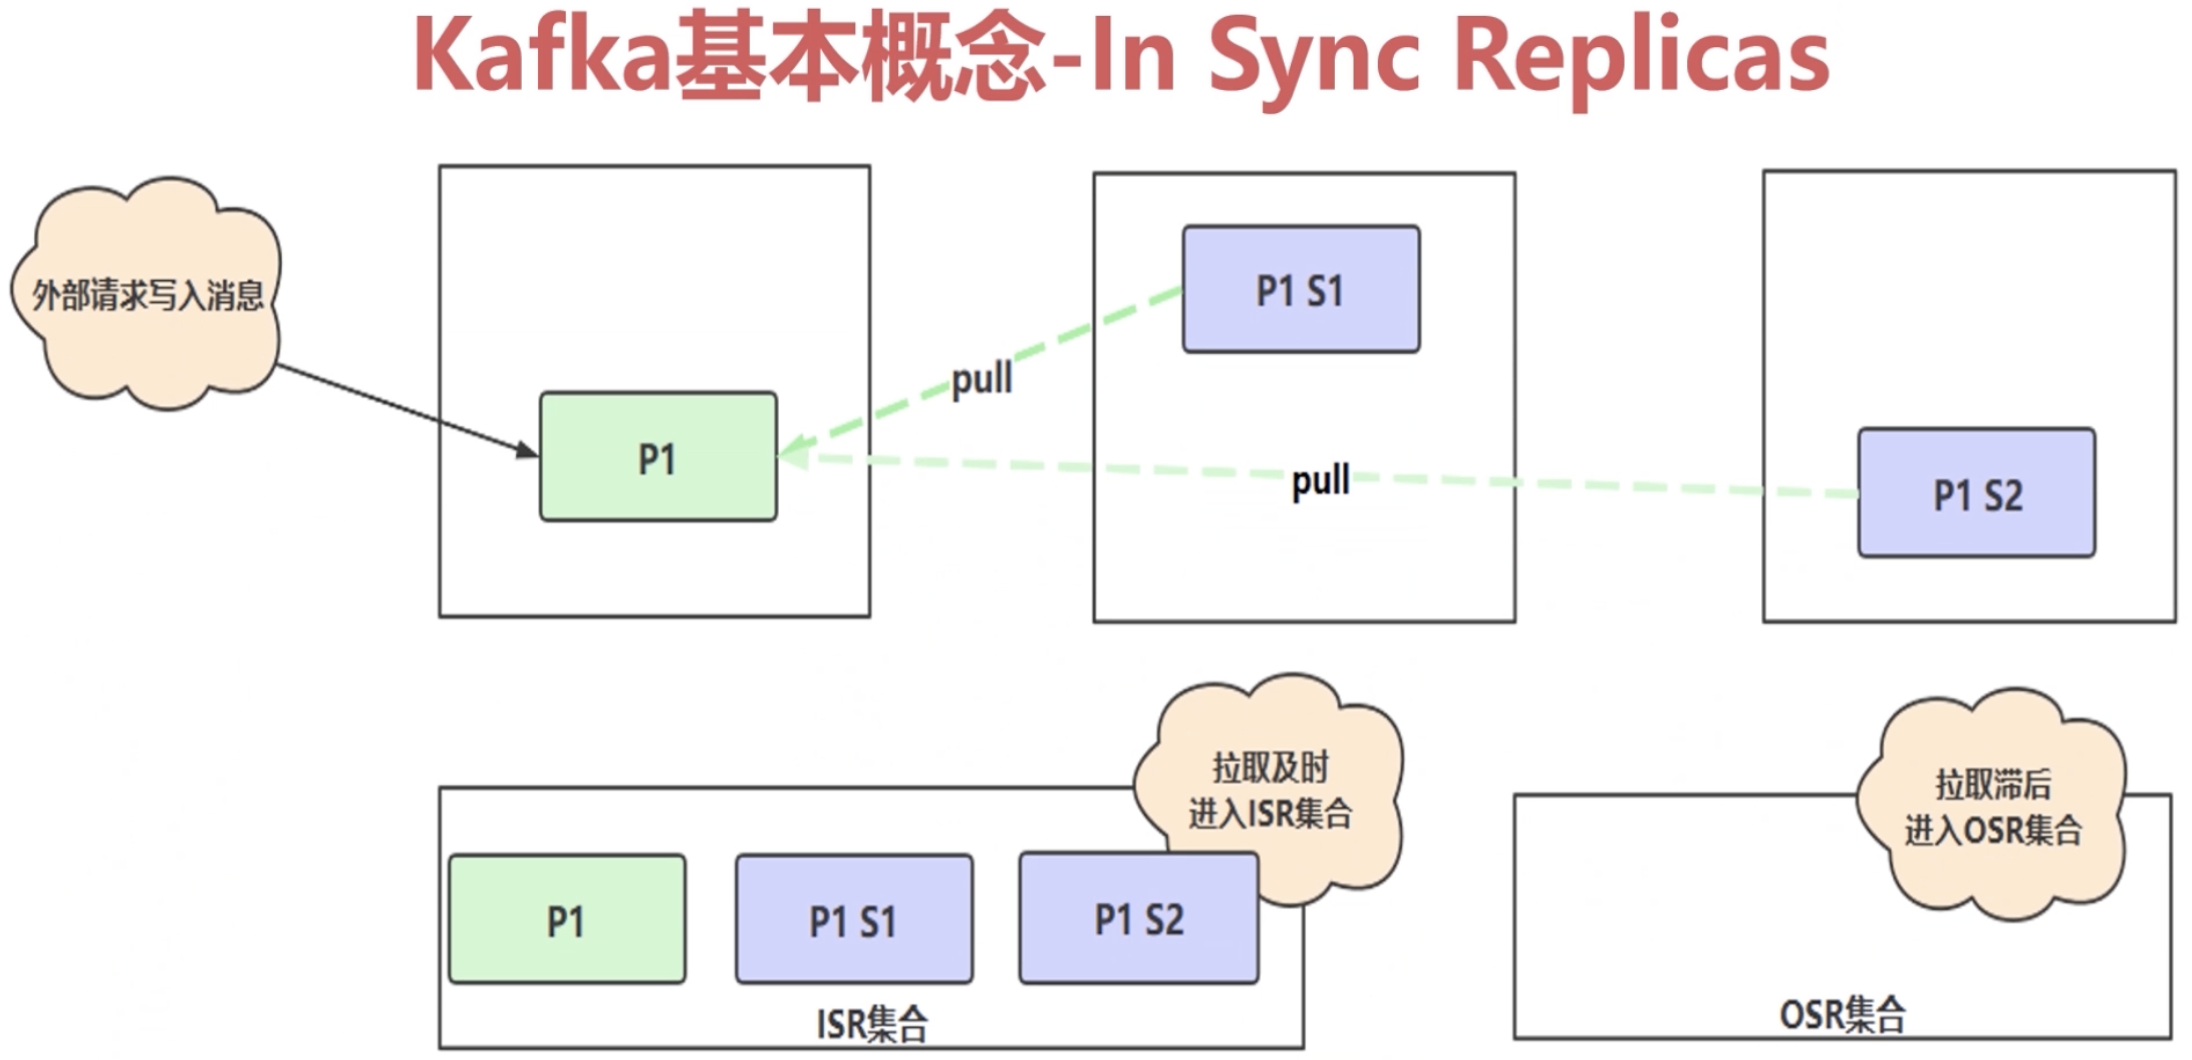 Kafka基本概念-In Sync Replicas
外部请求写入消息
P1
pull
P1 S1
pull
P1 S2
拉取及时
进入ISR集合
P1
P1 S1
P1 S2
ISR集合
拉取滞后
进入OSR集合
OSR集合